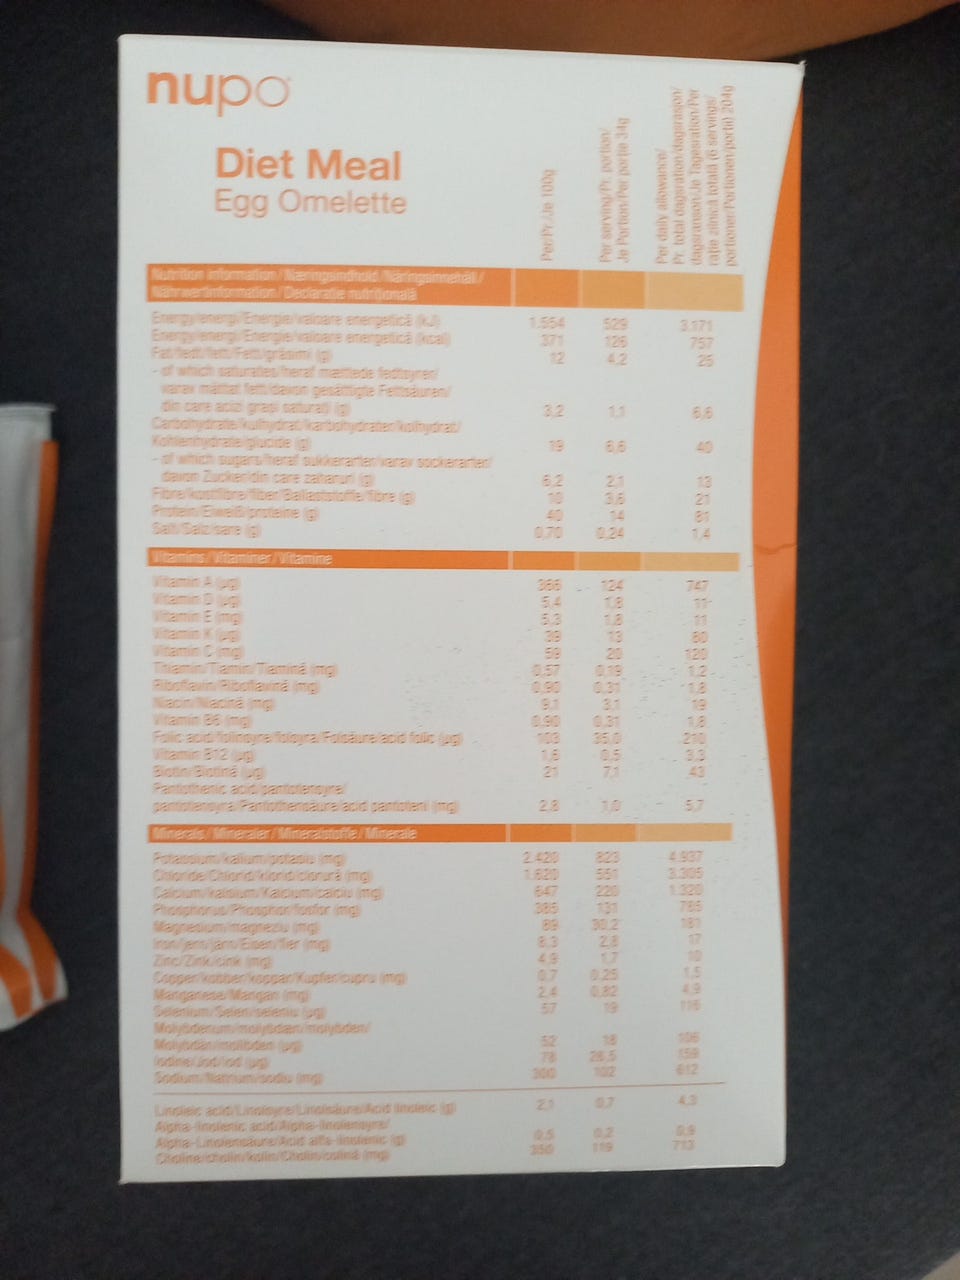 nupo
Diet Meal
Egg Omelette
Per/Pr./Je 100g
Per serving/Pr. portion/
Je Portion/Per portie 34g
Per daily allowance/
Pr. total dagsration/dagsrasjon/
dagsranson/Je Tagesration/Per
rație zilnică totală (6 servings/
portioner/Portionen/portii) 204g
Nutrition information/Næringsindhold/Näringsinnehåll/
Nährwertinformation/Declarație nutrițională
Energy/energi/Energie/valoare energetică (kJ) 1.554 529 3.171
Energy/energi/Energie/valoare energetică (kcal) 371 126 757
Fat/fedt/fett/Fett/grăsimi (g) 12 4,2 25
- of which saturates/heraf mættede fedtsyrer/
varav mättat fett/davon gesättigte Fettsäuren/
din care acizi grași saturați (g) 3,2 1,1 6,6
Carbohydrate/kulhydrat/karbohydrater/kolhydrat/
Kohlenhydrate/glucide (g) 19 6,6 40
- of which sugars/heraf sukkerarter/varav sockerarter/
davon Zucker/din care zaharuri (g) 6,2 2,1 13
Fibre/kostfibre/fiber/Ballaststoffe/fibre (g) 10 3,6 21
Protein/Eiweiß/proteine (g) 40 14 81
Salt/Salz/sare (g) 0,70 0,24 1,4
Vitamins/Vitaminer/Vitamine
Vitamin A (µg) 366 124 747
Vitamin D (µg) 5,4 1,8 11
Vitamin E (mg) 5,3 1,8 11
Vitamin K (µg) 39 13 80
Vitamin C (mg) 59 20 120
Thiamin/Tiamin/Tiamină (mg) 0,57 0,19 1,2
Riboflavin/Riboflavină (mg) 0,90 0,31 1,8
Niacin/Niacină (mg) 9,1 3,1 19
Vitamin B6 (mg) 0,90 0,31 1,8
Folic acid/folinsyre/folsyra/Folsäure/acid folic (µg) 103 35,0 210
Vitamin B12 (µg) 1,6 0,5 3,3
Biotin/Biotină (µg) 21 7,1 43
Pantothenic acid/pantotensyre/
pantotensyra/Pantothensäure/acid pantoteni (mg) 2,8 1,0 5,7
Minerals/Mineraler/Mineralstoffe/Minerale
Potassium/kalium/potasiu (mg) 2.420 823 4.937
Chloride/Chlorid/klorid/clorură (mg) 1.620 551 3.305
Calcium/kalsium/Kalcium/calciu (mg) 647 220 1.320
Phosphorus/Phosphor/fosfor (mg) 385 131 785
Magnesium/magneziu (mg) 89 30,2 181
Iron/jern/järn/Eisen/fier (mg) 8,3 2,8 17
Zinc/Zink/cink (mg) 4,9 1,7 10
Copper/kobber/koppar/Kupfer/cupru (mg) 0,7 0,25 1,5
Manganese/Mangan (mg) 2,4 0,82 4,9
Selenium/Selen/seleniu (µg) 57 19 116
Molybdenum/molybdæn/molybden/
Molybdän/molibden (µg) 52 18 106
Iodine/Jod/iod (µg) 78 26,5 159
Sodium/Natrium/sodiu (mg) 300 102 612
Linoleic acid/Linolsyre/Linolsäure/Acid linoleic (g) 2,1 0,7 4,3
Alpha-linolenic acid/Alpha-linolensyre/
Alpha-Linolensäure/Acid alfa-linolenic (g) 0,5 0,2 0,9
Choline/cholin/kolin/Cholin/colină (mg) 350 119 713